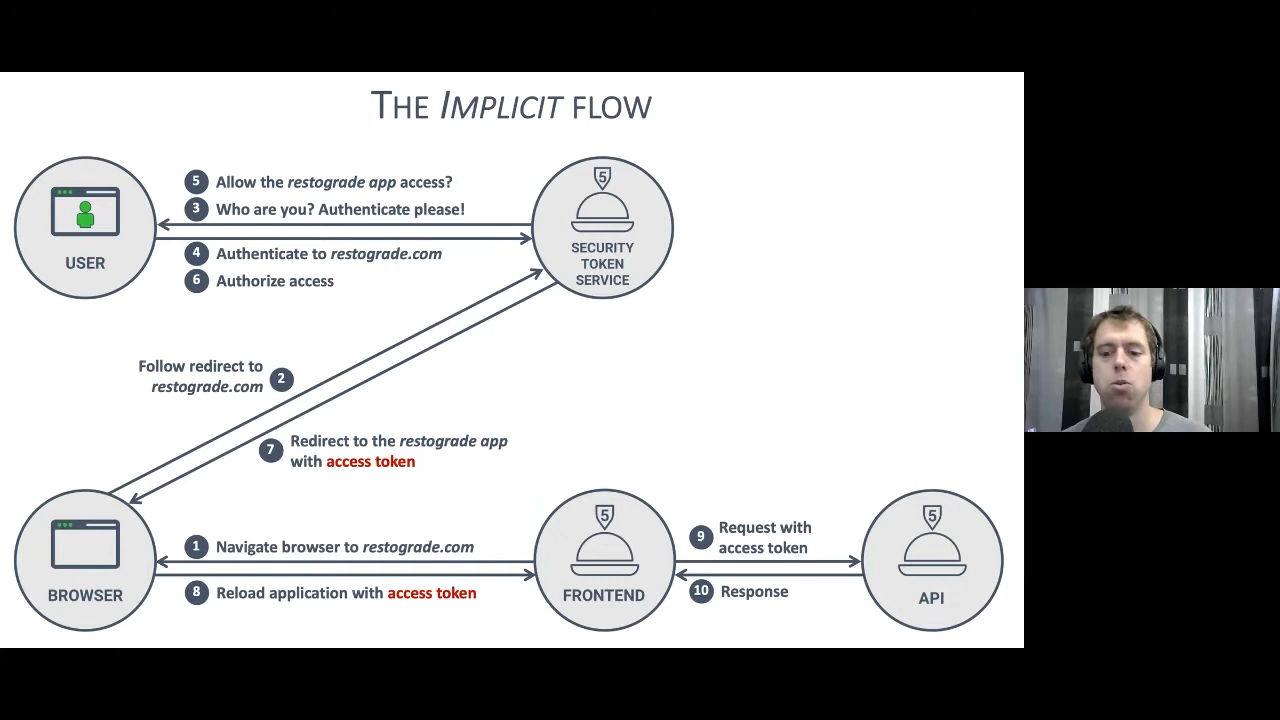 THE IMPLICIT FLOW
5 Allow the restograde app access?
3 Who are you? Authenticate please!
4 Authenticate to restograde.com
6 Authorize access
USER
5
SECURITY
TOKEN
SERVICE
Follow redirect to
restograde.com
2
7
Redirect to the restograde app
with access token
1 Navigate browser to restograde.com
8 Reload application with access token
BROWSER
5
FRONTEND
9
Request with
access token
10 Response
5
API